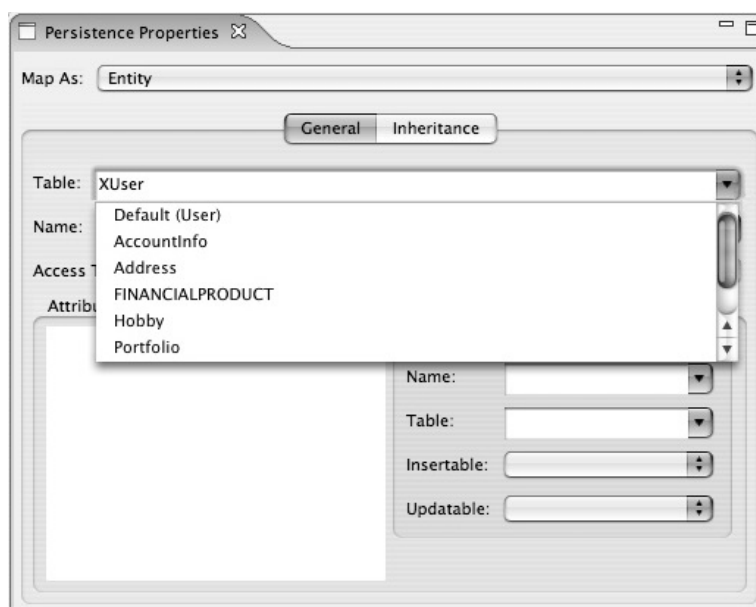 Persistence Properties
Map As: Entity
General Inheritance
Table: XUser
Default (User)
Name:
AccountInfo
Access T
Address
FINANCIALPRODUCT
Attribu
Hobby
Portfolio
Name:
Table:
Insertable:
Updatable: